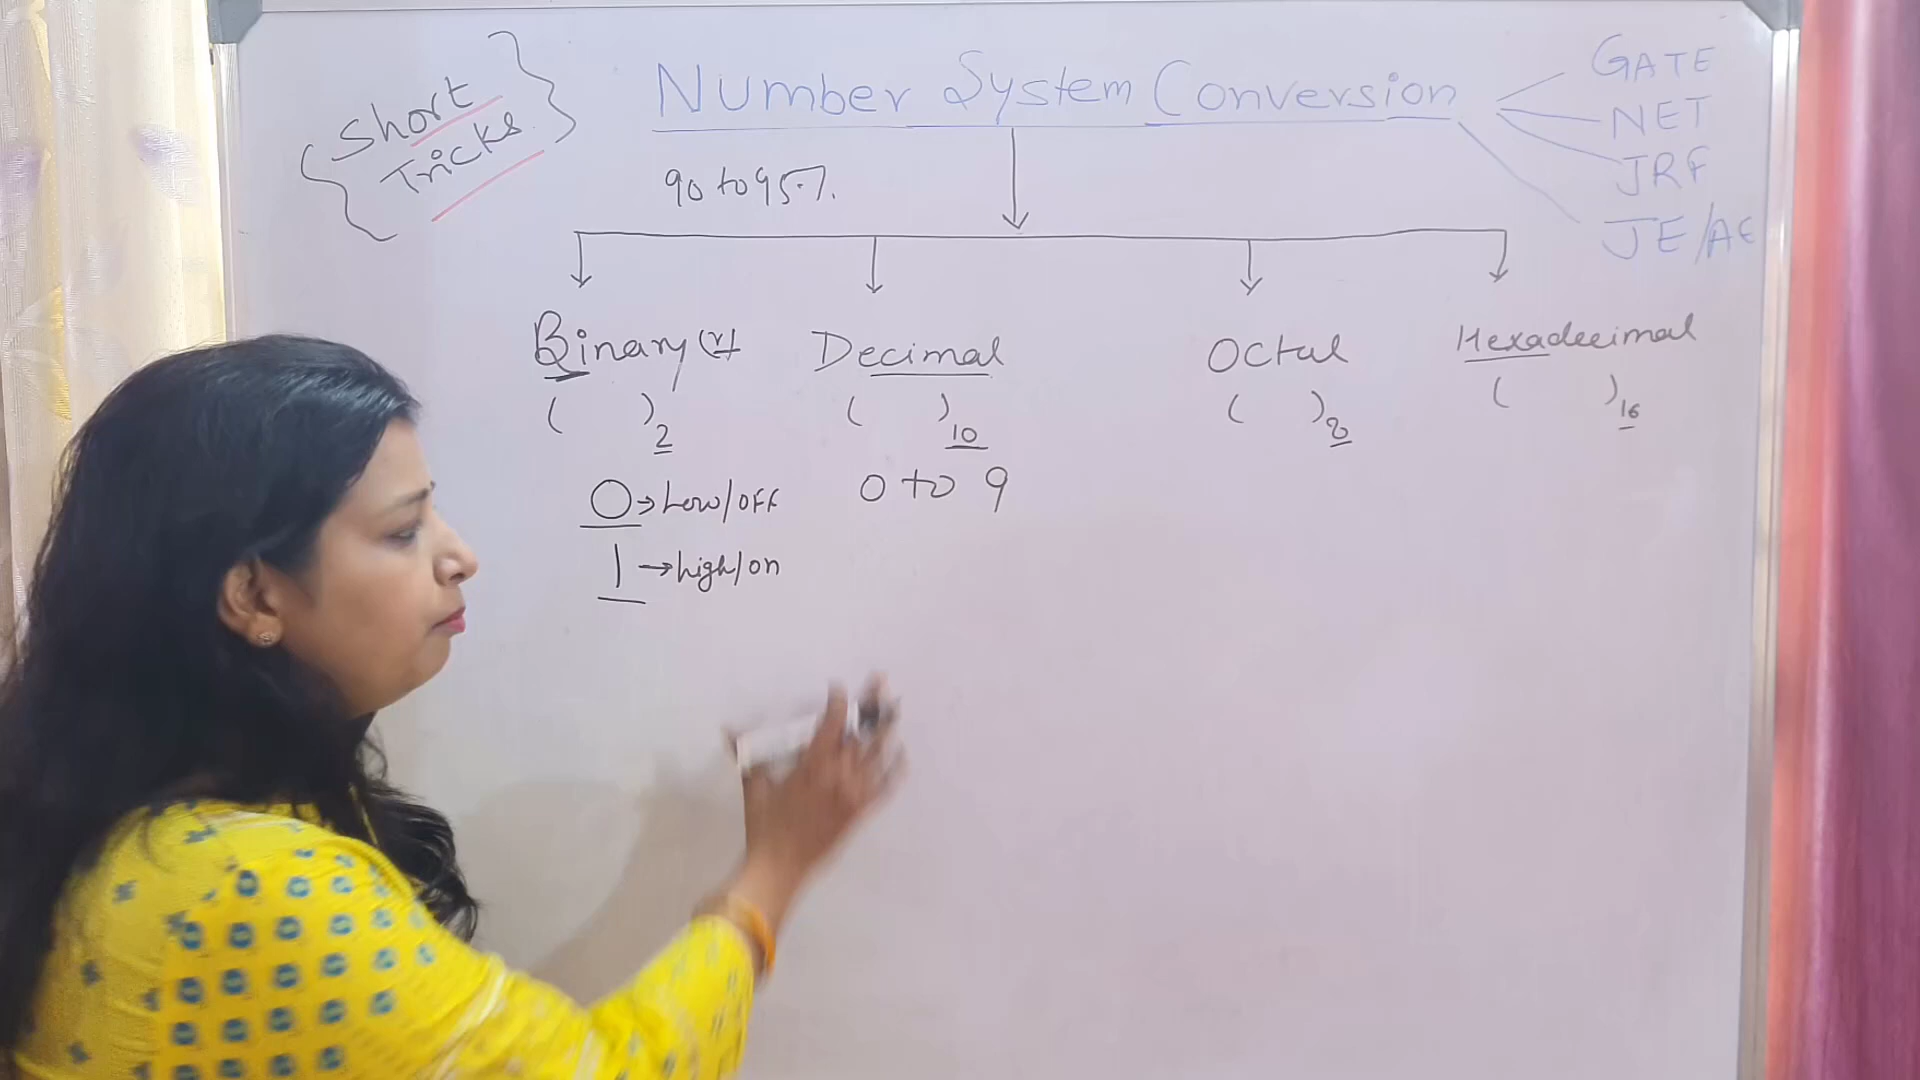 { Short
Tricks }
Number System Conversion
GATE
NET
JRF
JE/AE
90 to 95%.
Binary (r)
Decimal
Octal
Hexadecimal
( )2
( )10
( )8
( )16
0 → Low/OFF
0 to 9
1 → high/on